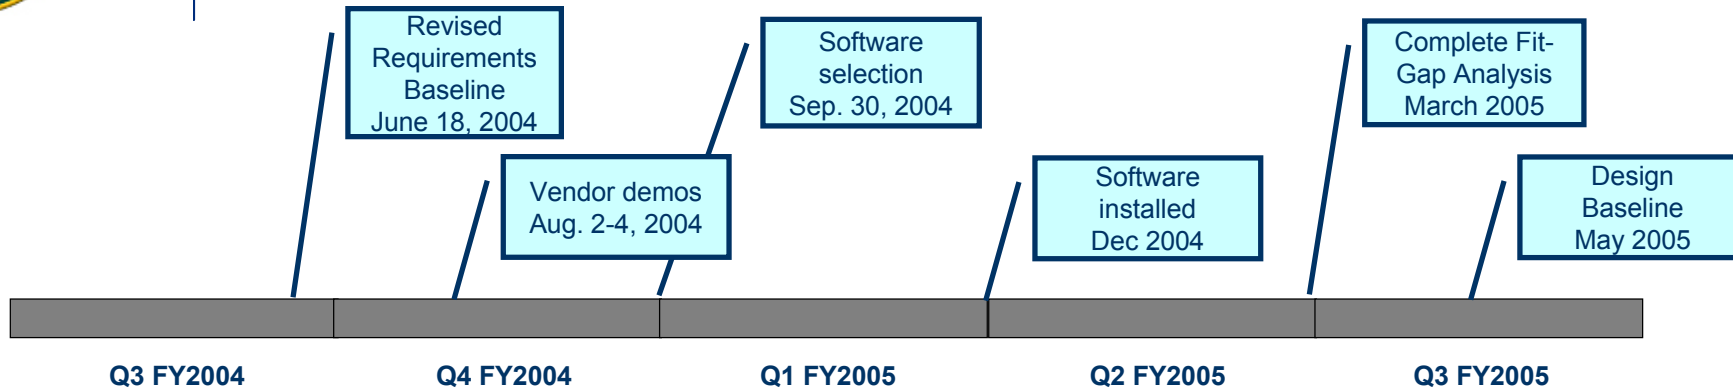 Revised
Requirements
Baseline
June 18, 2004
Software
selection
Sep. 30, 2004
Complete Fit-
Gap Analysis
March 2005
Vendor demos
Aug. 2-4, 2004
Software
installed
Dec 2004
Design
Baseline
May 2005
Q3 FY2004
Q4 FY2004
Q1 FY2005
Q2 FY2005
Q3 FY2005